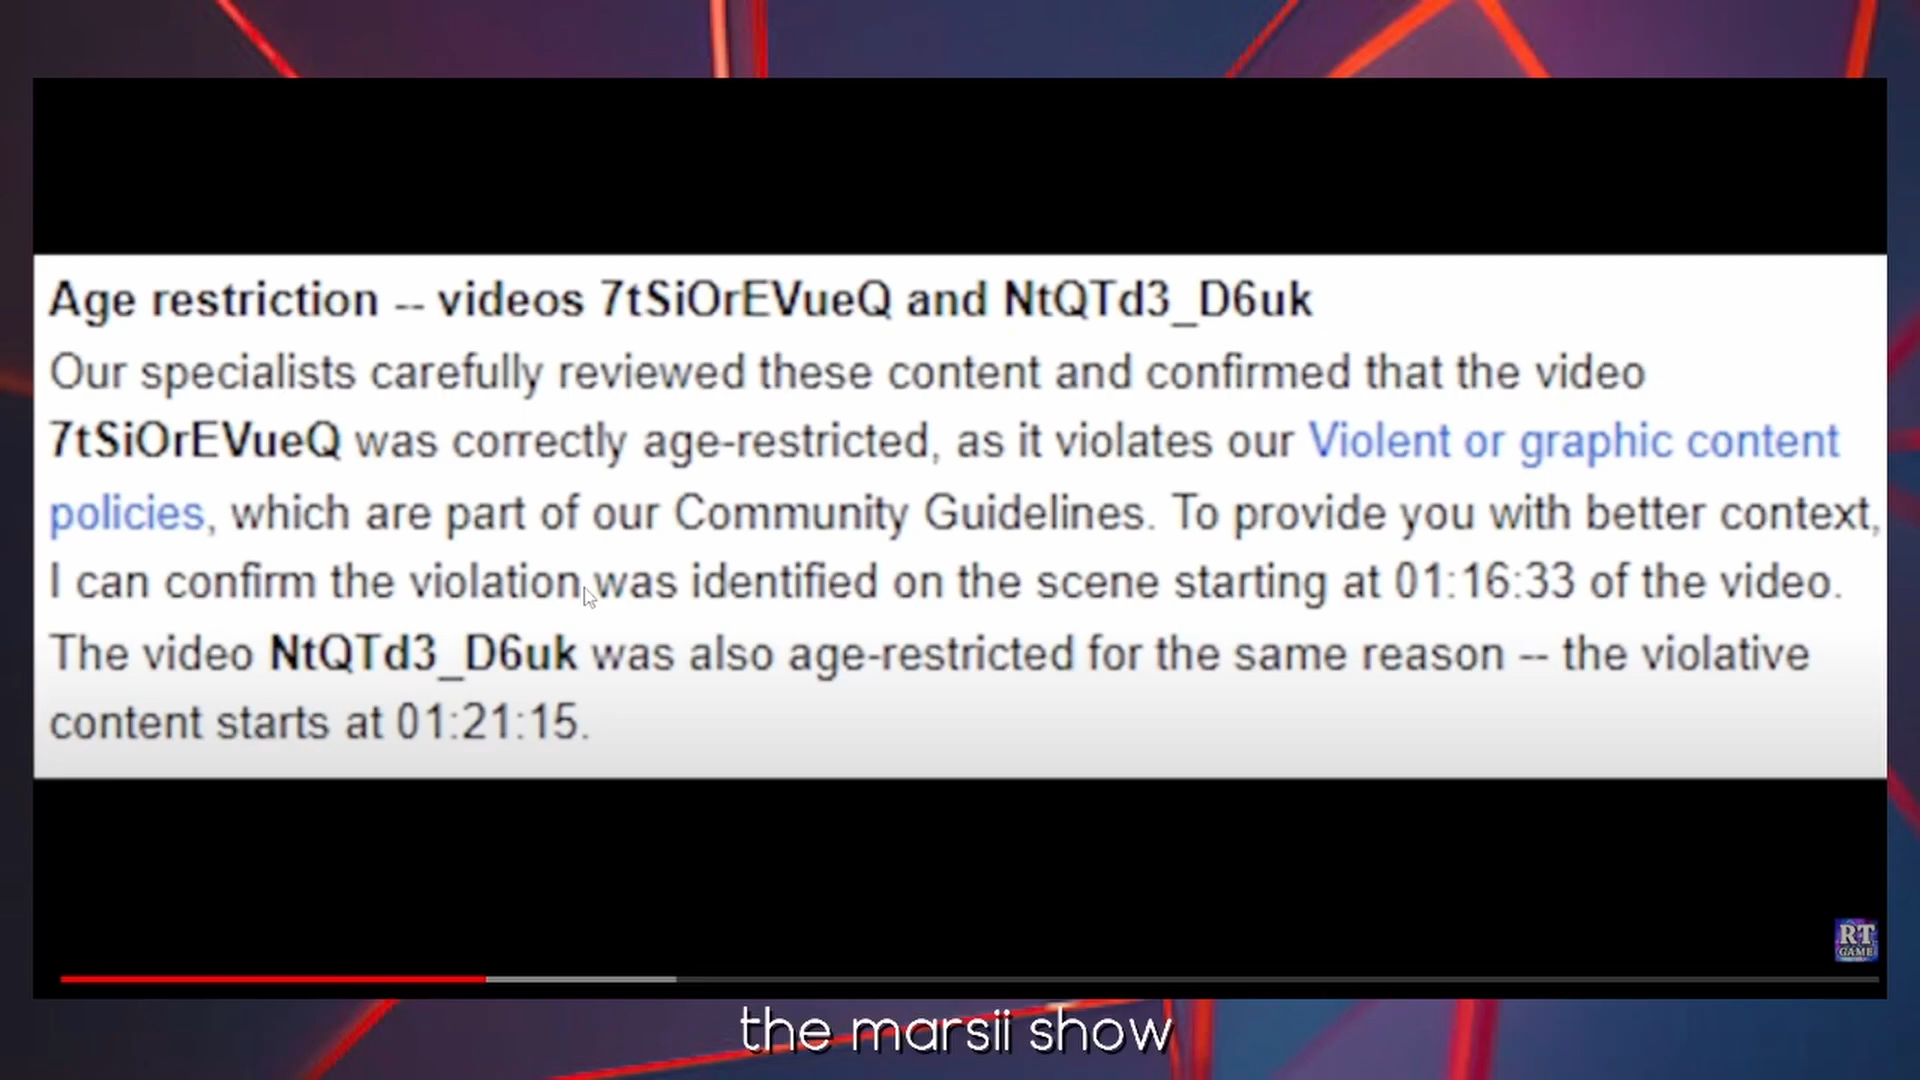 Age restriction -- videos 7tSiOrEVueQ and NtQTd3_D6uk
Our specialists carefully reviewed these content and confirmed that the video
7tSiOrEVueQ was correctly age-restricted, as it violates our Violent or graphic content
policies, which are part of our Community Guidelines. To provide you with better context,
I can confirm the violation was identified on the scene starting at 01:16:33 of the video.
The video NtQTd3_D6uk was also age-restricted for the same reason -- the violative
content starts at 01:21:15.
RT
GAME
the marsii show